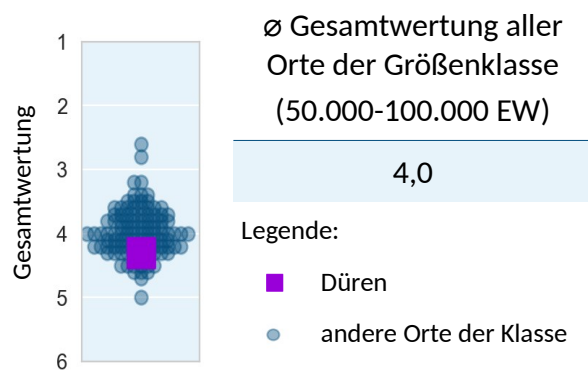 ø Gesamtwertung aller
Orte der Größenklasse
(50.000-100.000 EW)
4,0
Legende:
Düren
andere Orte der Klasse
Gesamtwertung
1
2
3
4
5
6